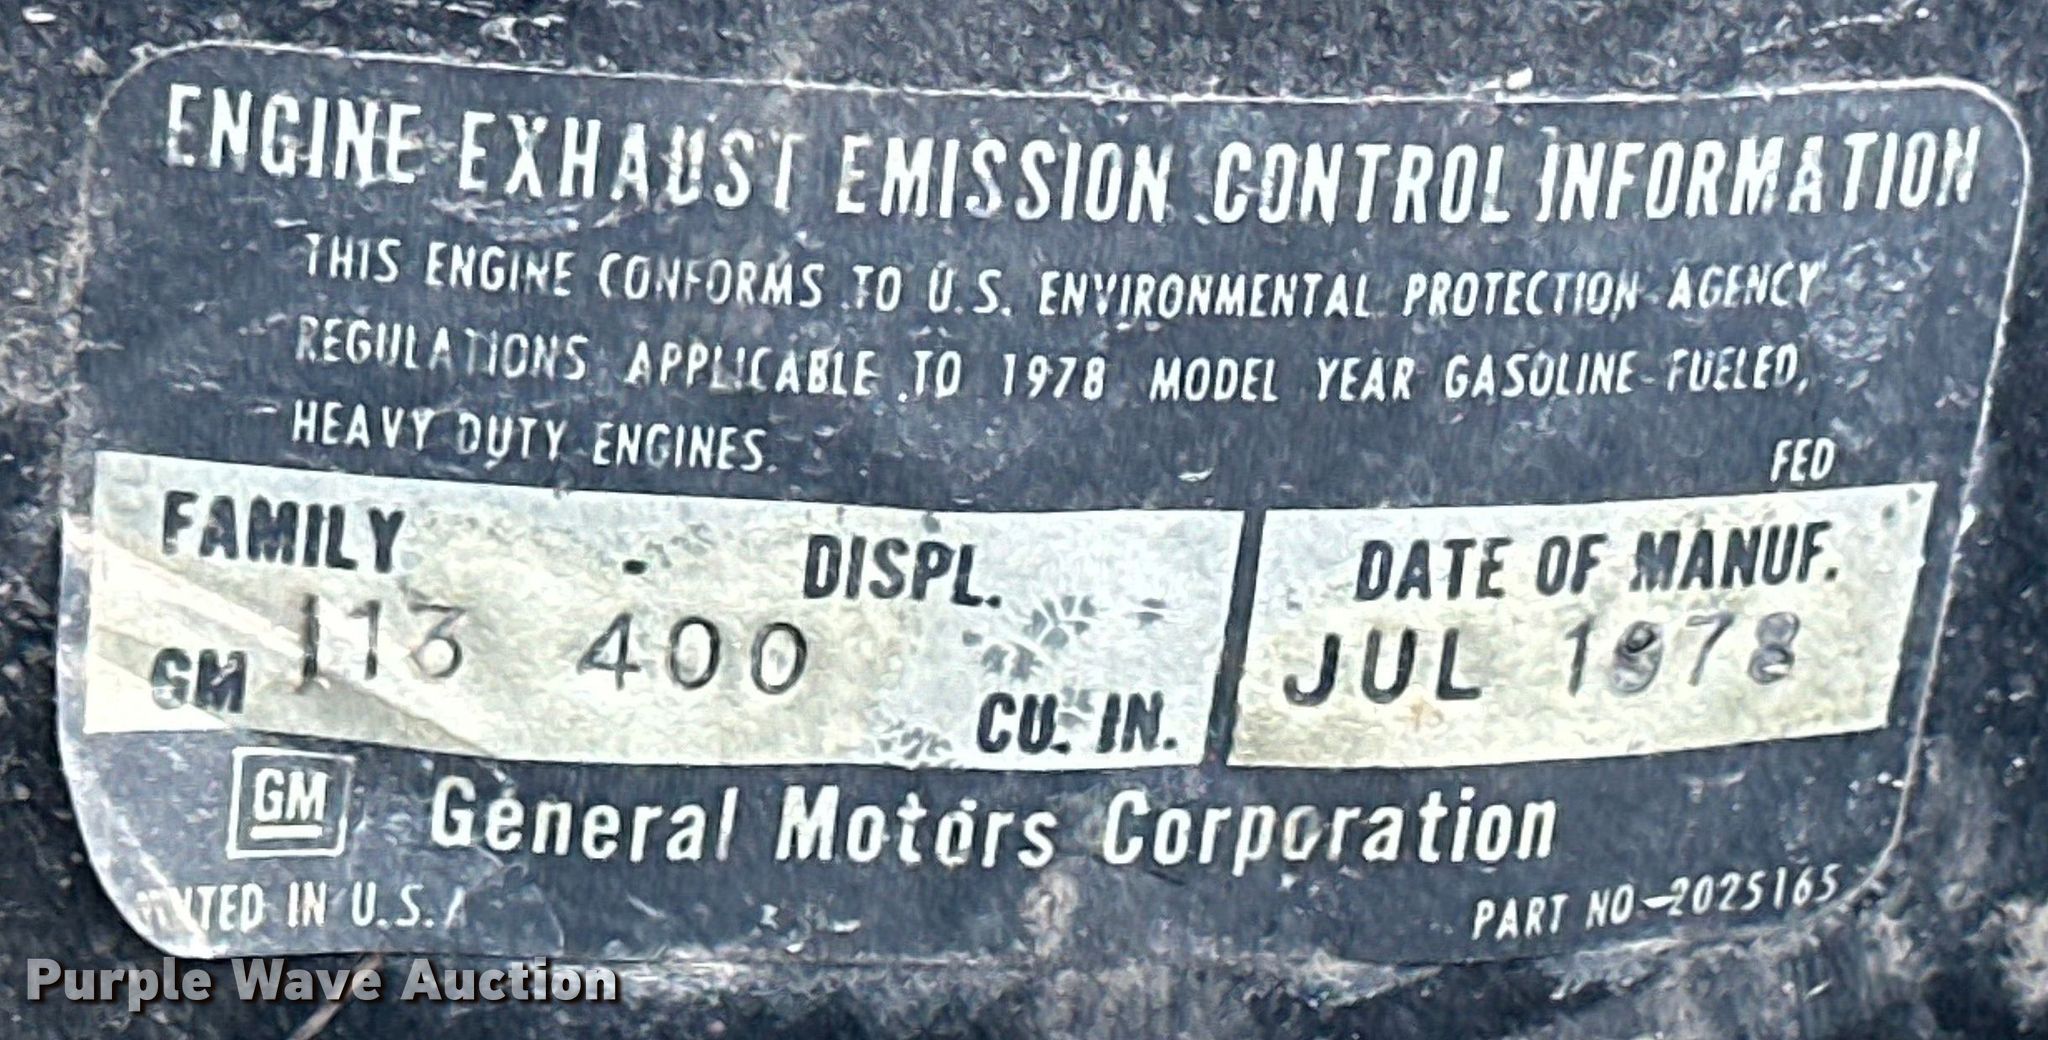 ENGINE EXHAUST EMISSION CONTROL INFORMATION
THIS ENGINE CONFORMS TO U.S. ENVIRONMENTAL PROTECTION AGENCY
REGULATIONS APPLICABLE TO 1978 MODEL YEAR GASOLINE FUELED,
HEAVY DUTY ENGINES.
FED
FAMILY DISPL.
GM 113 400 CU. IN.
DATE OF MANUF.
JUL 1978
GM General Motors Corporation
IN U.S.A
PART NO-2025165
Purple Wave Auction